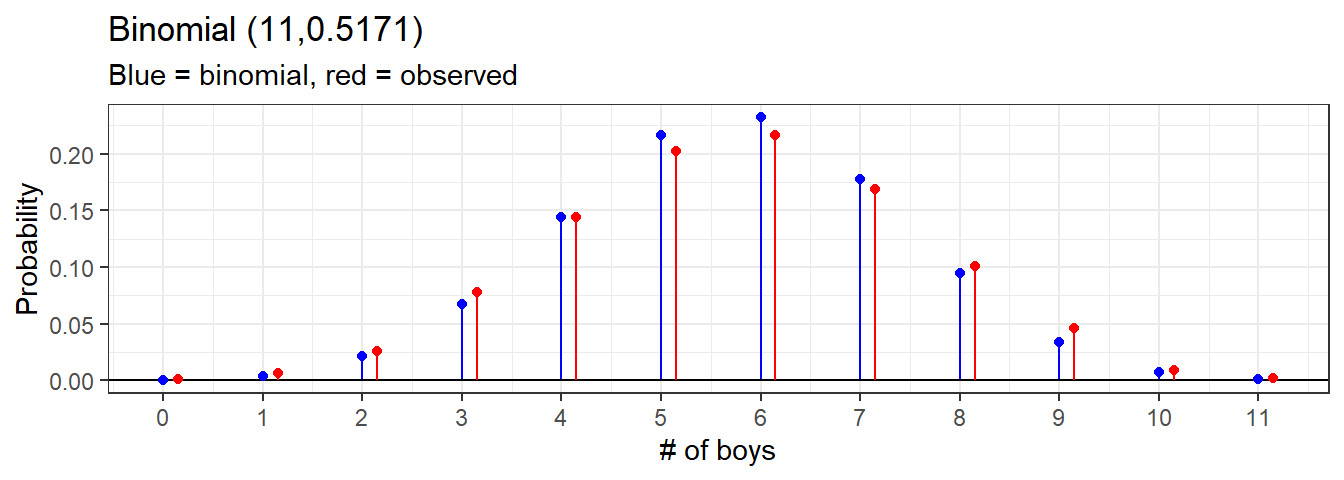 Binomial (11,0.5171)
Blue = binomial, red = observed
Probability
0.20
0.15
0.10
0.05
0.00
0 1 2 3 4 5 6 7 8 9 10 11
# of boys